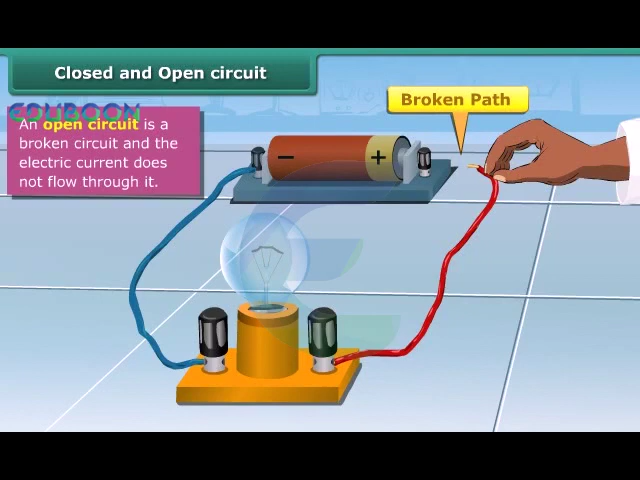 Closed and Open circuit
EDUBOON
An open circuit is a
broken circuit and the
electric current does
not flow through it.
Broken Path
−
+